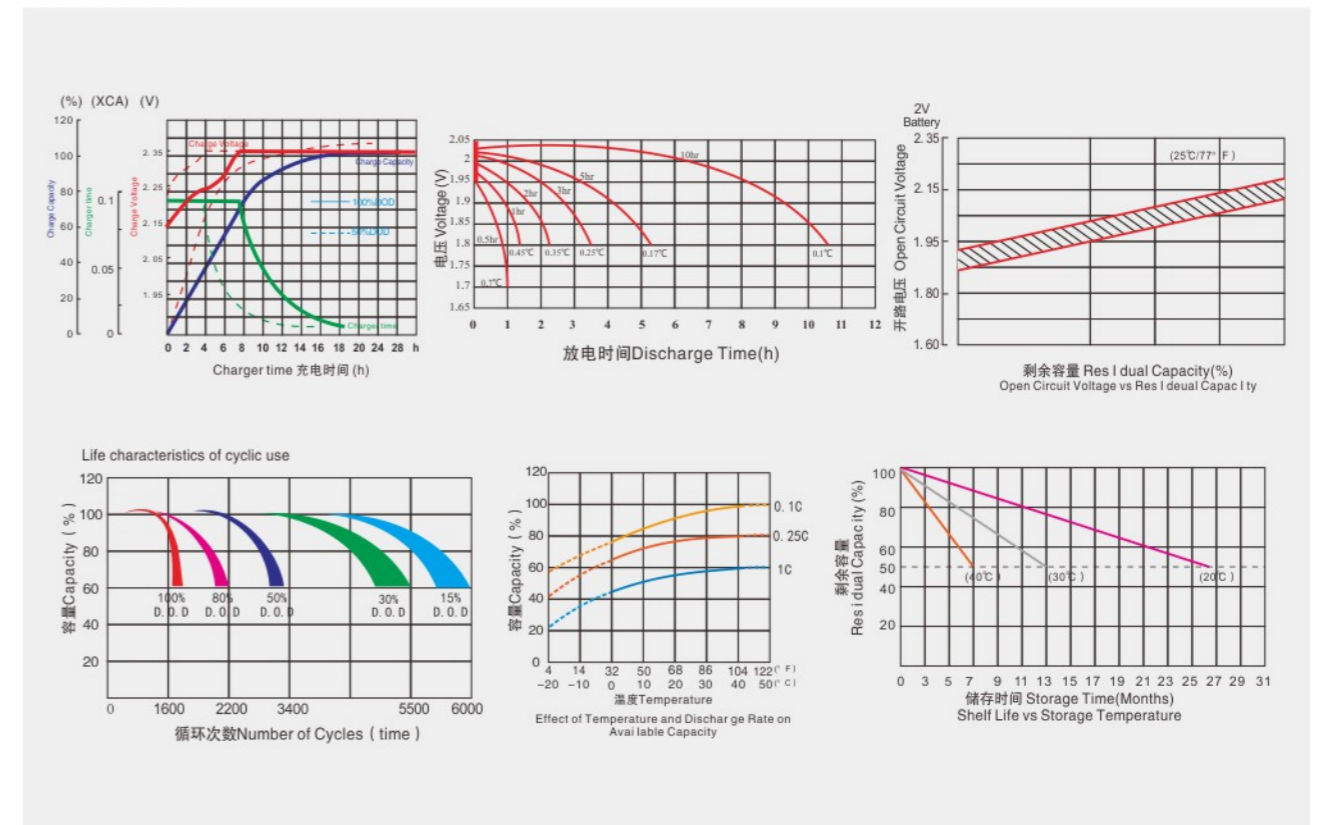 (%) (XCA) (V)
120
100
80
60
40
20
0
Charge Capacity
Charger time
0.1
0.05
0
Charge Voltage
2. 35
2. 25
2. 15
2. 05
1. 95
Charge Voltage
Charge Capacity
100%DOD
50%DOD
Charger time
0 2 4 6 8 10 12 14 16 18 20 24 28 h
Charger time 充电时间 (h)
电压 Voltage (V)
2.05
2
1.95
1.9
1.8
1.75
1.7
1.65
10hr
5hr
3hr
2hr
1hr
0.5hr
0.7℃
0.45℃
0.35℃
0.25℃
0.17℃
0.1℃
0 1 2 3 4 5 6 7 8 9 10 11 12
放电时间Discharge Time(h)
2V
Battery
开路电压 Open Circuit Voltage
2.35
2.15
1.95
1.80
1.60
(25℃/77° F )
剩余容量 Res I dual Capacity(%)
Open Circuit Voltage vs Res I deual Capac I ty
Life characteristics of cyclic use
容量Capacity ( % )
120
100
80
60
40
20
100%
D. O. D
80%
D. O. D
50%
D. O. D
30%
D. O. D
15%
D. O. D
0 1600 2200 3400 5500 6000
循环次数Number of Cycles ( time )
容量Capacity ( % )
120
100
80
60
40
20
0
0.1C
0.25C
1C
4 14 32 50 68 86 104 122(° F)
-20 -10 0 10 20 30 40 50(° C)
温度Temperature
Effect of Temperature and Dischar ge Rate on
Avai lable Capacity
剩余容量
Res i dual Capac ity (%)
100
80
60
50
40
20
(40℃ )
(30℃ )
(20℃ )
0 3 5 7 9 11 13 15 17 19 21 23 25 27 29 31
储存时间 Storage Time(Months)
Shelf Life vs Storage Temperature